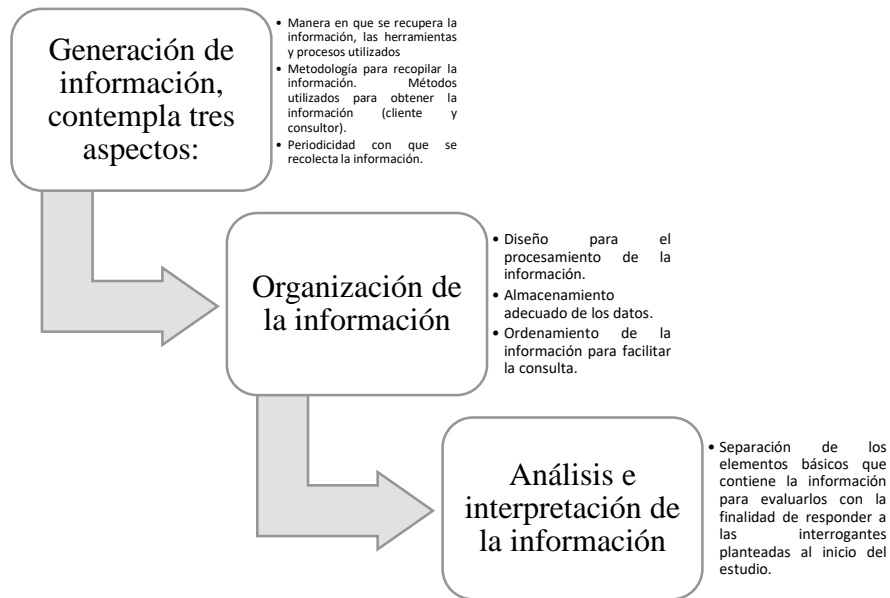 Generación de
información,
contempla tres
aspectos:
• Manera en que se recupera la
información, las herramientas
y procesos utilizados
• Metodología para recopilar la
información. Métodos
utilizados para obtener la
información (cliente y
consultor).
• Periodicidad con que se
recolecta la información.
Organización de
la información
• Diseño para el
procesamiento de la
información.
• Almacenamiento
adecuado de los datos.
• Ordenamiento de la
información para facilitar
la consulta.
Análisis e
interpretación de
la información
• Separación de los
elementos básicos que
contiene la información
para evaluarlos con la
finalidad de responder a
las interrogantes
planteadas al inicio del
estudio.